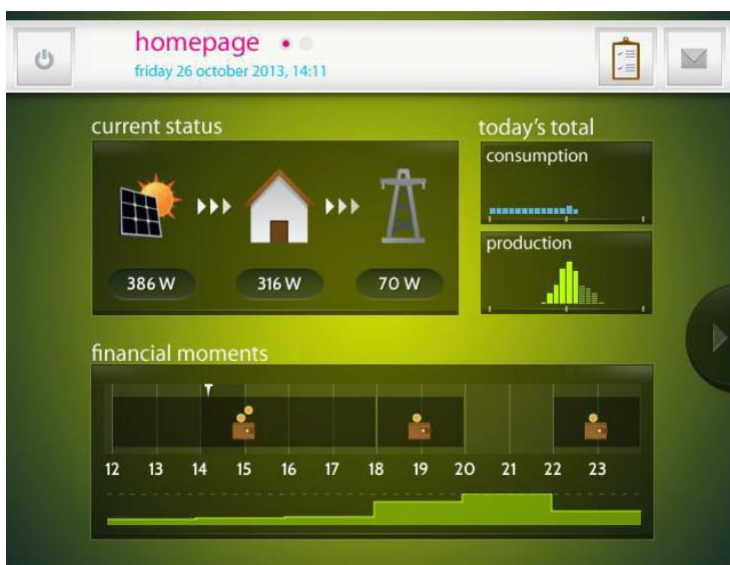 homepage
friday 26 october 2013, 14:11
current status
today's total
consumption
production
386 W
316 W
70 W
financial moments
12 13 14 15 16 17 18 19 20 21 22 23